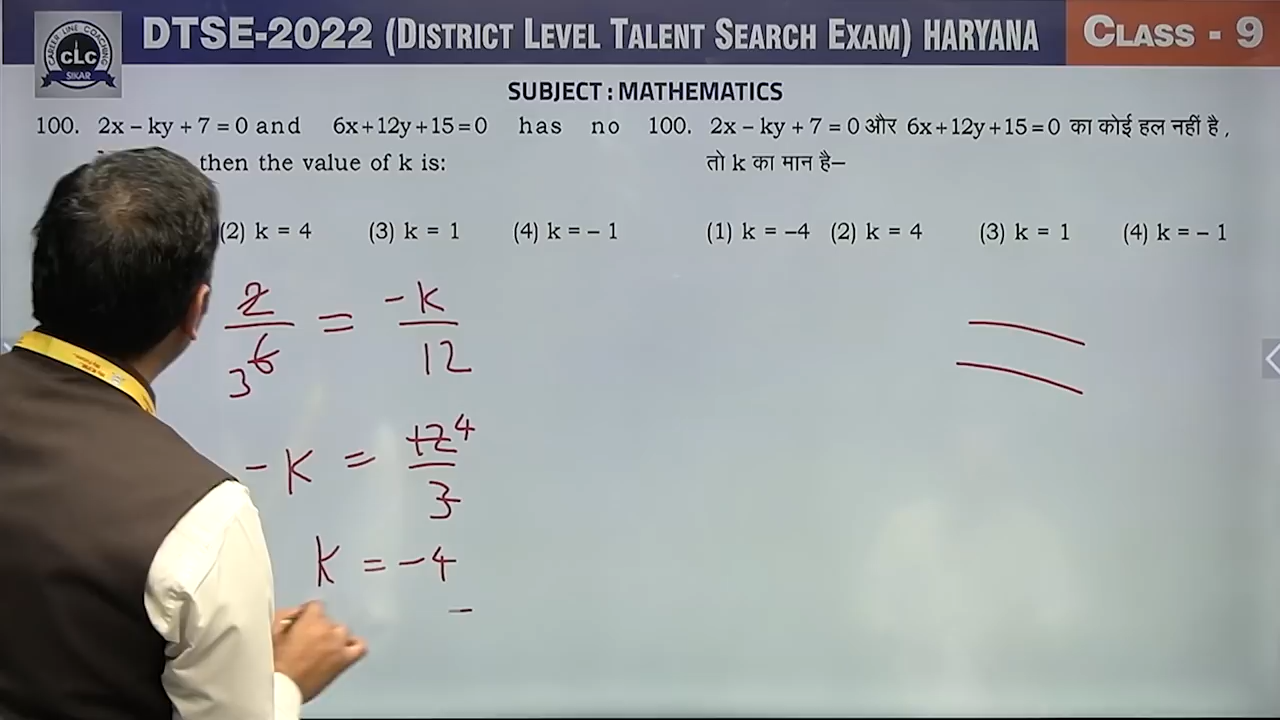 CAREER LINE COACHING
CLC
SIKAR
DTSE-2022 (DISTRICT LEVEL TALENT SEARCH EXAM) HARYANA
CLASS - 9
SUBJECT : MATHEMATICS
100. 2x – ky + 7 = 0 and 6x+12y+15=0 has no
then the value of k is:
(2) k = 4 (3) k = 1 (4) k = – 1
100. 2x – ky + 7 = 0 और 6x+12y+15=0 का कोई हल नहीं है ,
तो k का मान है–
(1) k = –4 (2) k = 4 (3) k = 1 (4) k = – 1
2/6 = -k/12
3
-k = 12/3
4
k = -4